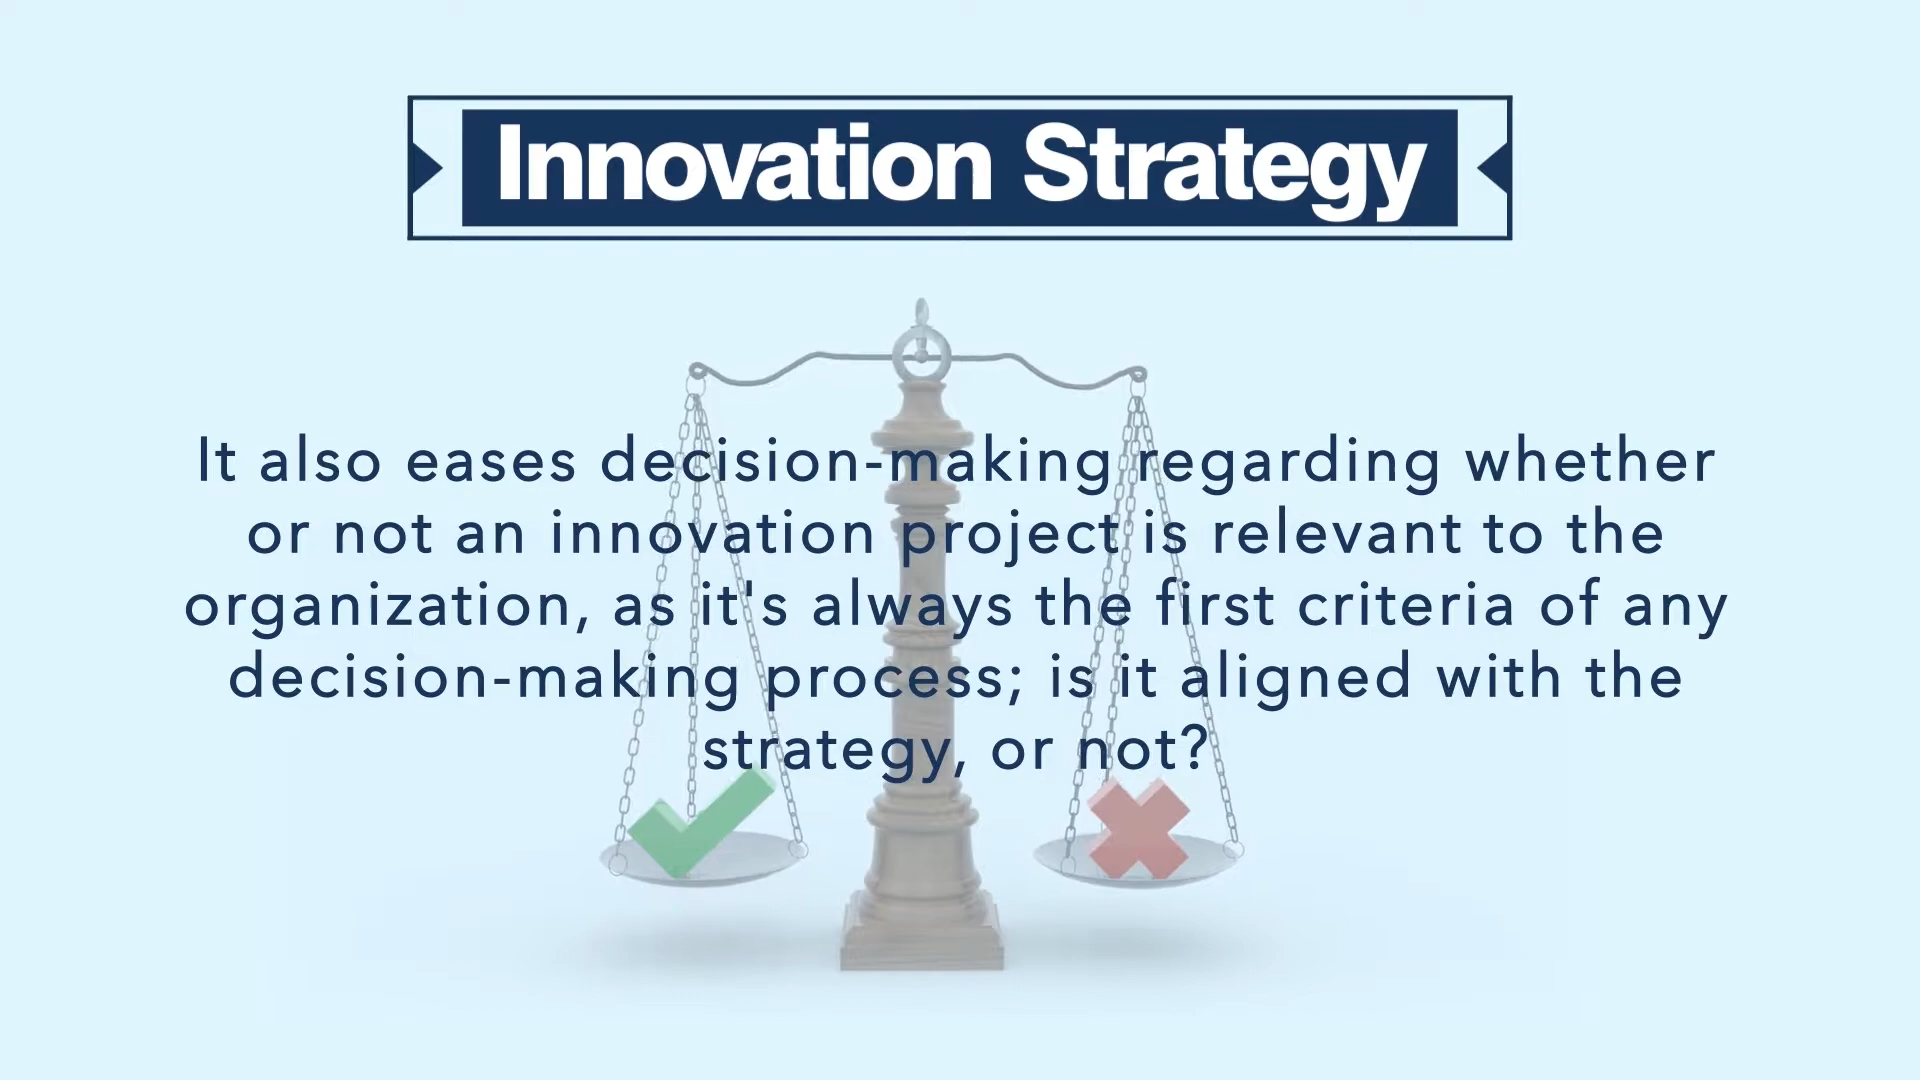 Innovation Strategy
It also eases decision-making regarding whether
or not an innovation project is relevant to the
organization, as it's always the first criteria of any
decision-making process; is it aligned with the
strategy, or not?